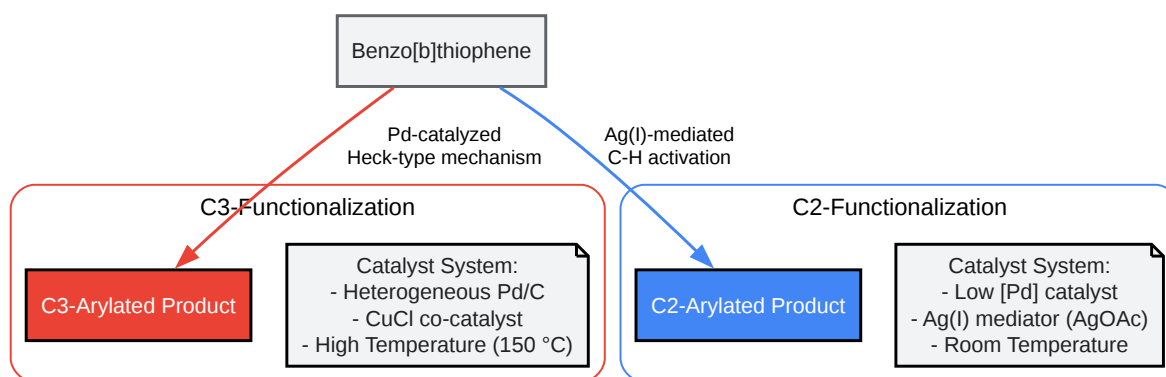 Benzo[b]thiophene
Pd-catalyzed
Heck-type mechanism
Ag(I)-mediated
C-H activation
C3-Functionalization
C3-Arylated Product
Catalyst System:
- Heterogeneous Pd/C
- CuCl co-catalyst
- High Temperature (150 °C)
C2-Functionalization
C2-Arylated Product
Catalyst System:
- Low [Pd] catalyst
- Ag(I) mediator (AgOAc)
- Room Temperature